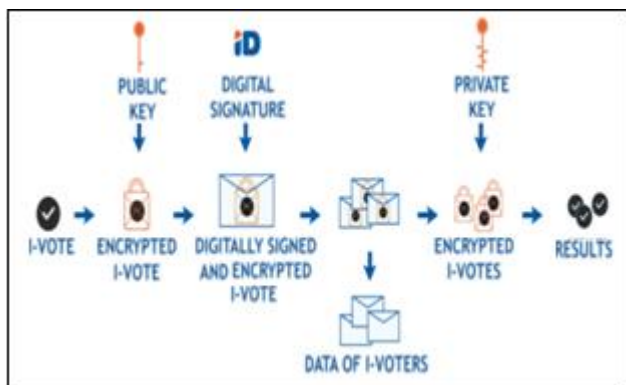 iD
PUBLIC
KEY
DIGITAL
SIGNATURE
PRIVATE
KEY
I-VOTE
ENCRYPTED
I-VOTE
DIGITALLY SIGNED
AND ENCRYPTED
I-VOTE
ENCRYPTED
I-VOTES
RESULTS
DATA OF I-VOTERS